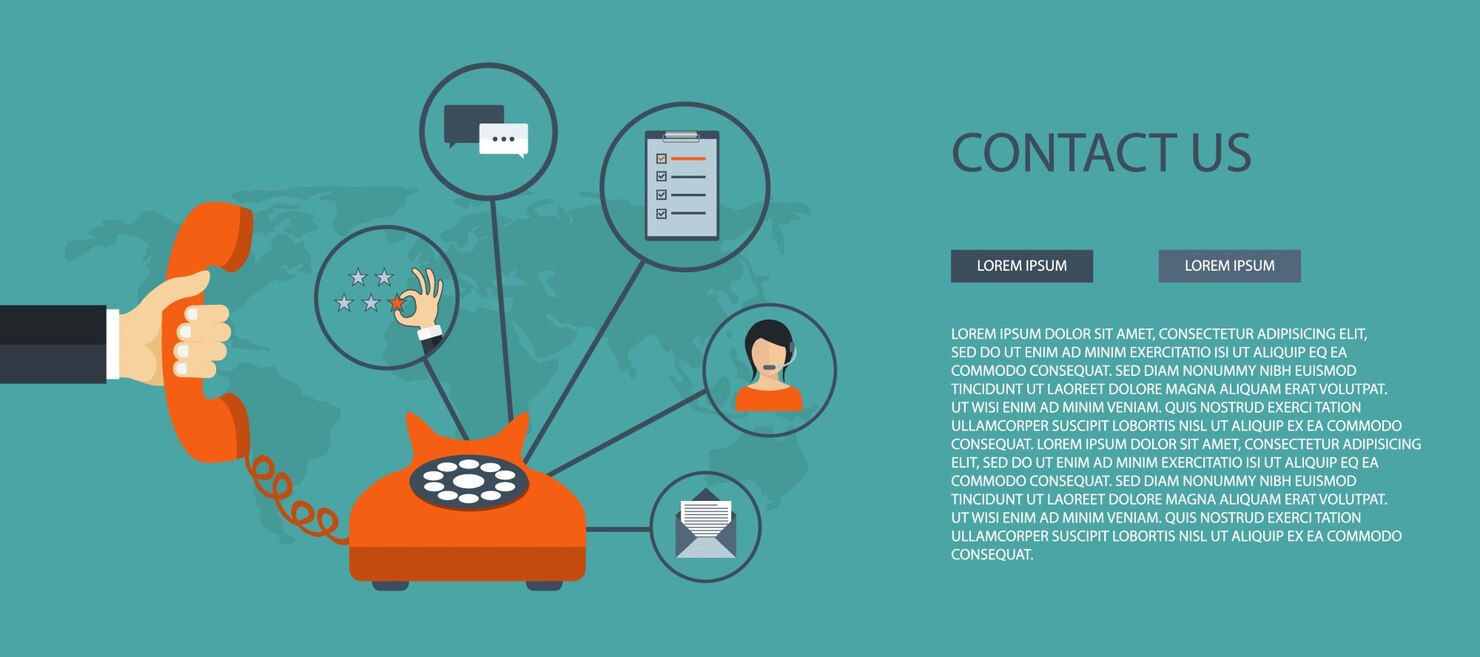 CONTACT US
LOREM IPSUM
LOREM IPSUM
LOREM IPSUM DOLOR SIT AMET, CONSECTETUR ADIPISICING ELIT,
SED DO UT ENIM AD MINIM EXERCITATIO ISI UT ALIQUIP EQ EA
COMMODO CONSEQUAT. SED DIAM NONUMMY NIBH EUISMOD
TINCIDUNT UT LAREET DOLORE MAGNA ALIQUAM ERAT VOLUTPAT.
UT WISI ENIM AD MINIM VENIAM. QUIS NOSTRUD EXERCI TATION
ULLAMCORPER SUSCIPIT LOBORTIS NISL UT ALIQUIP EX EA COMMODO
CONSEQUAT. LOREM IPSUM DOLOR SIT AMET, CONSECTETUR ADIPISICING
ELIT, SED DO UT ENIM AD MINIM EXERCITATIO ISI UT ALIQUIP EQ EA
COMMODO CONSEQUAT. SED DIAM NONUMMY NIBH EUISMOD
TINCIDUNT UT LAREET DOLORE MAGNA ALIQUAM ERAT VOLUTPAT.
UT WISI ENIM AD MINIM VENIAM. QUIS NOSTRUD EXERCI TATION
ULLAMCORPER SUSCIPIT LOBORTIS NISL UT ALIQUIP EX EA COMMODO
CONSEQUAT.